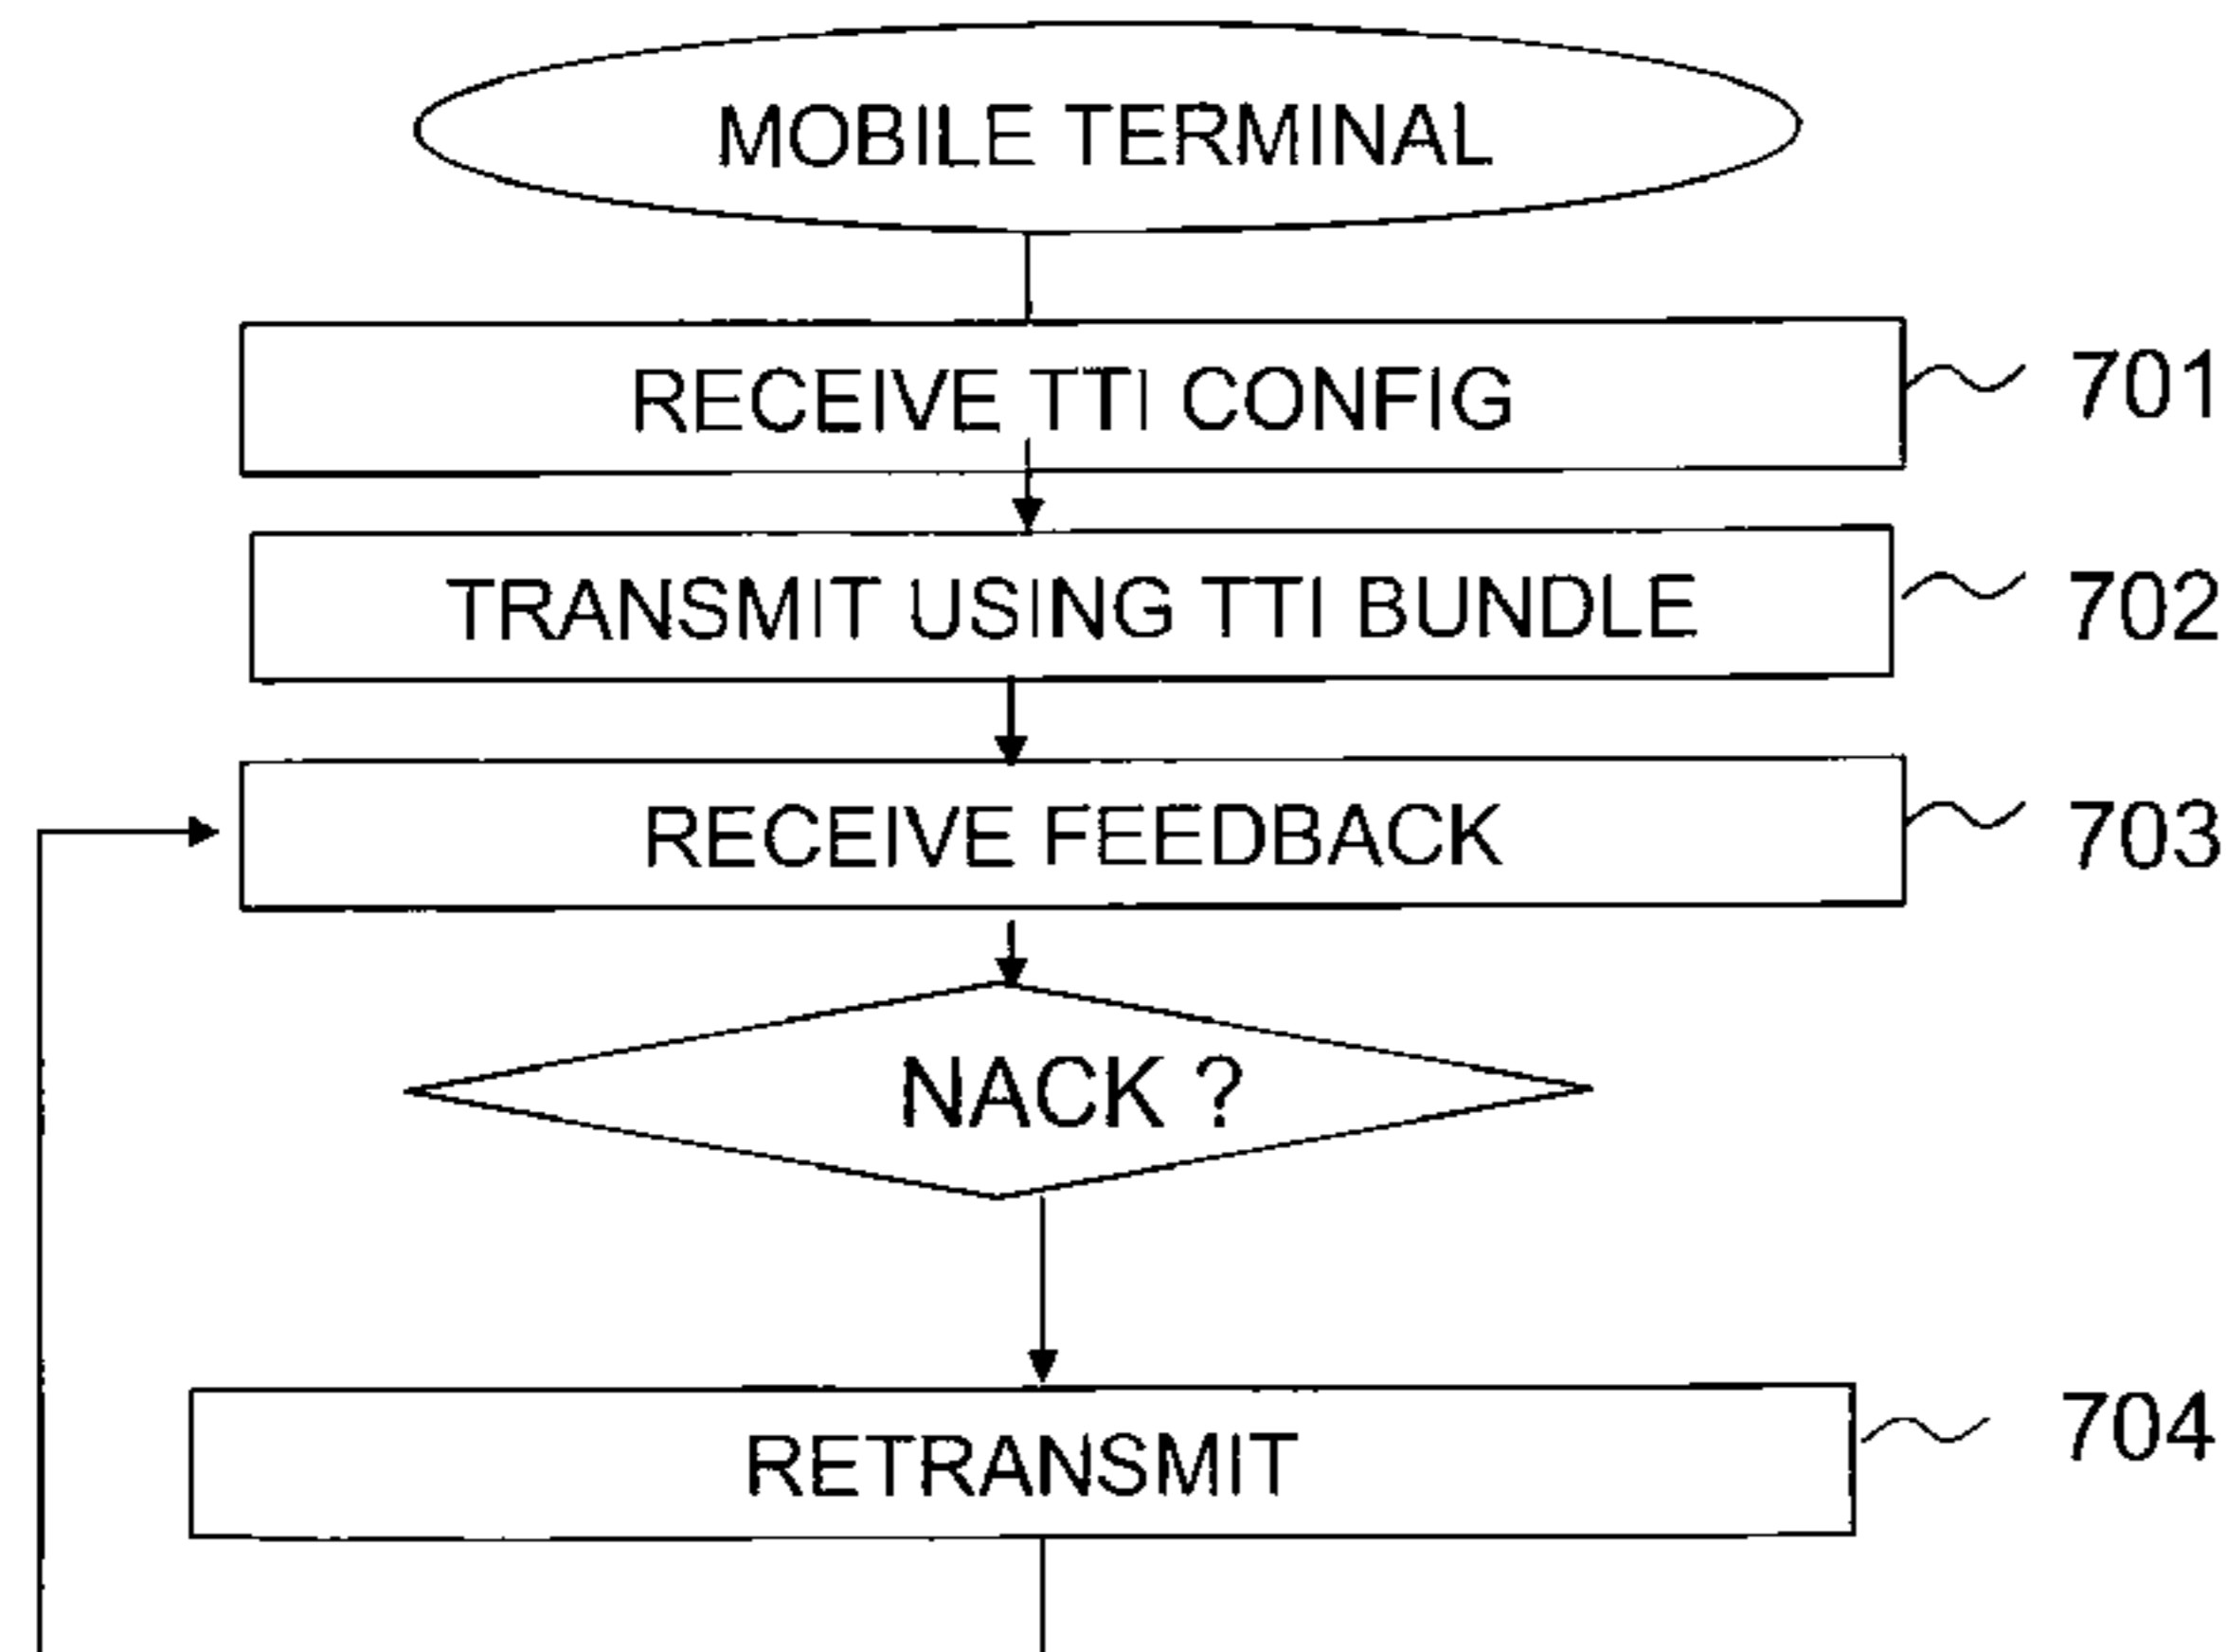 MOBILE TERMINAL
RECEIVE TTI CONFIG
701
TRANSMIT USING TTI BUNDLE
702
RECEIVE FEEDBACK
703
NACK ?
RETRANSMIT
704